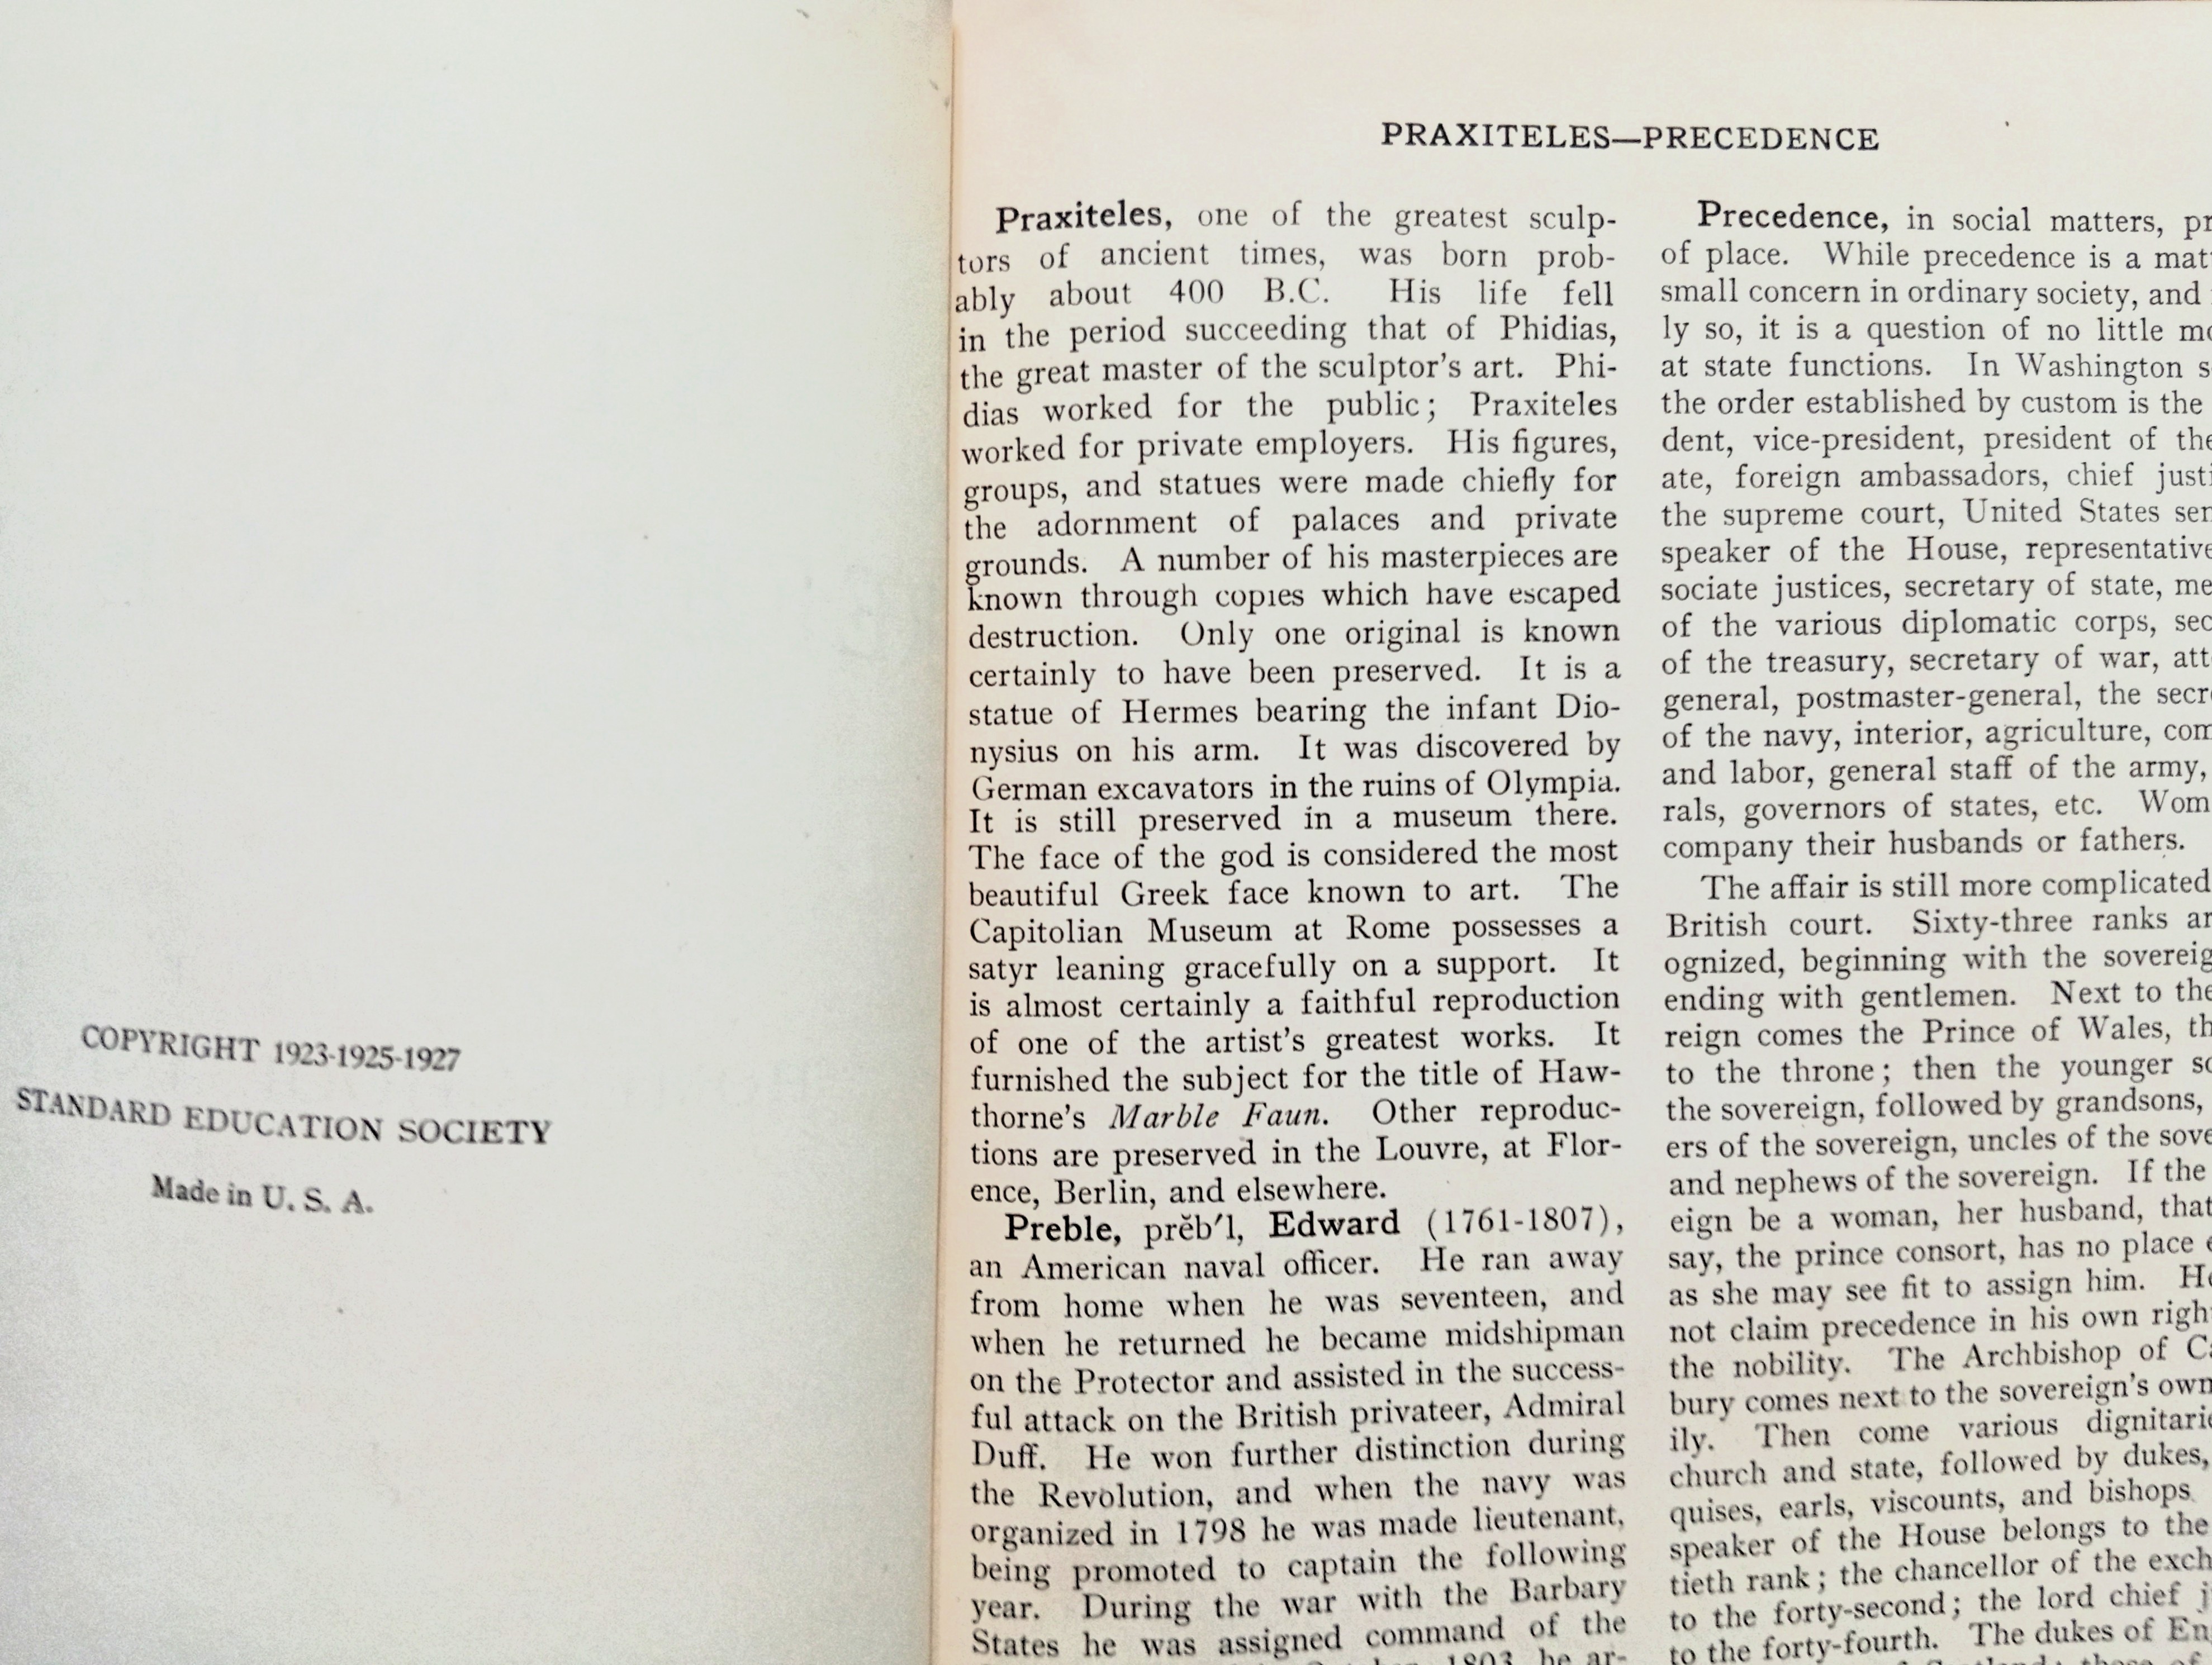 COPYRIGHT 1923-1925-1927
STANDARD EDUCATION SOCIETY
Made in U. S. A.
PRAXITELES—PRECEDENCE
Praxiteles, one of the greatest sculp-
tors of ancient times, was born prob-
ably about 400 B.C. His life fell
in the period succeeding that of Phidias,
the great master of the sculptor's art. Phi-
dias worked for the public; Praxiteles
worked for private employers. His figures,
groups, and statues were made chiefly for
the adornment of palaces and private
grounds. A number of his masterpieces are
known through copies which have escaped
destruction. Only one original is known
certainly to have been preserved. It is a
statue of Hermes bearing the infant Dio-
nysius on his arm. It was discovered by
German excavators in the ruins of Olympia.
It is still preserved in a museum there.
The face of the god is considered the most
beautiful Greek face known to art. The
Capitolian Museum at Rome possesses a
satyr leaning gracefully on a support. It
is almost certainly a faithful reproduction
of one of the artist's greatest works. It
furnished the subject for the title of Haw-
thorne's Marble Faun. Other reproduc-
tions are preserved in the Louvre, at Flor-
ence, Berlin, and elsewhere.
Preble, prĕb′l, Edward (1761-1807),
an American naval officer. He ran away
from home when he was seventeen, and
when he returned he became midshipman
on the Protector and assisted in the success-
ful attack on the British privateer, Admiral
Duff. He won further distinction during
the Revolution, and when the navy was
organized in 1798 he was made lieutenant,
being promoted to captain the following
year. During the war with the Barbary
States he was assigned command of the
1803 he ar-
Precedence, in social matters,
of place. While precedence is a
small concern in ordinary society, and
ly so, it is a question of no little
at state functions. In Washington
the order established by custom is the
dent, vice-president, president of the
ate, foreign ambassadors, chief
the supreme court, United States
speaker of the House,
sociate justices, secretary of state,
of the various diplomatic corps,
of the treasury, secretary of war,
general, postmaster-general, the
of the navy, interior, agriculture,
and labor, general staff of the army,
rals, governors of states, etc.
company their husbands or fathers.
The affair is still more complicated
British court. Sixty-three ranks
ognized, beginning with the
ending with gentlemen. Next to the
reign comes the Prince of Wales,
to the throne; then the younger
the sovereign, followed by grandsons,
ers of the sovereign, uncles of the
and nephews of the sovereign. If the
eign be a woman, her husband, that
say, the prince consort, has no place
as she may see fit to assign him.
not claim precedence in his own
the nobility. The Archbishop of
bury comes next to the sovereign's own
ily. Then come various
church and state, followed by dukes,
quises, earls, viscounts, and bishops.
speaker of the House belongs to the
tieth rank; the chancellor of the
to the forty-second; the lord chief
to the forty-fourth. The dukes of